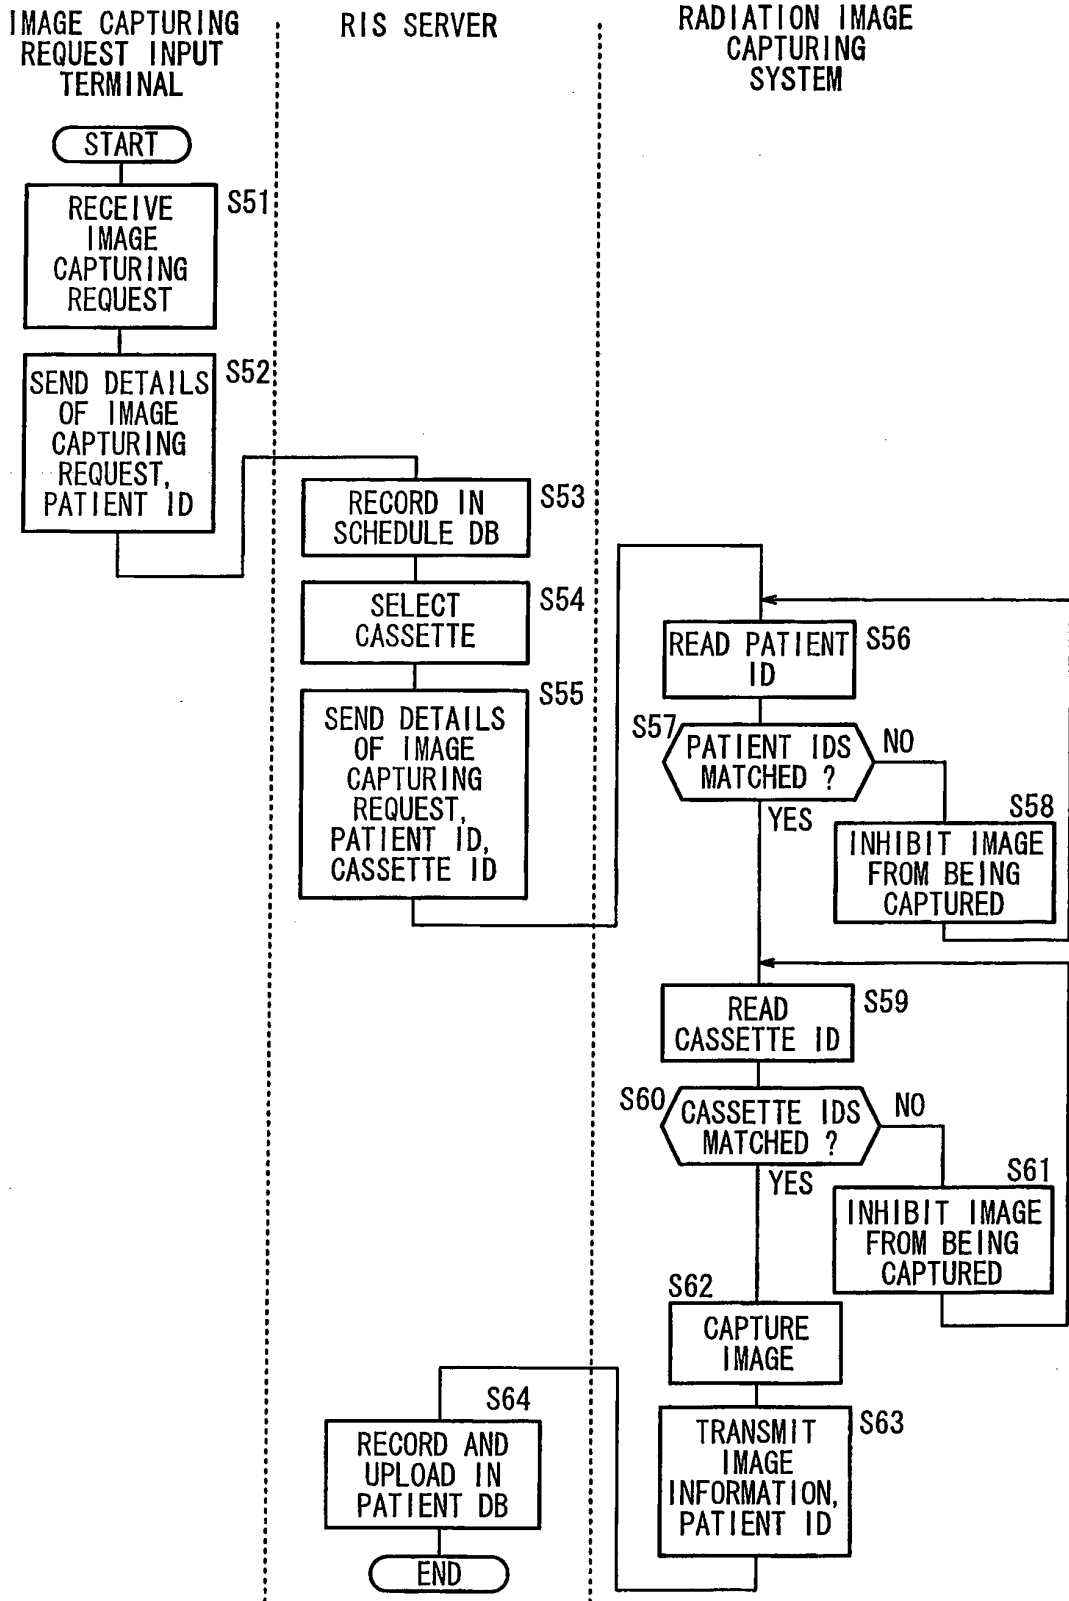 IMAGE CAPTURING
REQUEST INPUT
TERMINAL
RIS SERVER
RADIATION IMAGE
CAPTURING
SYSTEM
START
S51
RECEIVE
IMAGE
CAPTURING
REQUEST
S52
SEND DETAILS
OF IMAGE
CAPTURING
REQUEST,
PATIENT ID
S53
RECORD IN
SCHEDULE DB
S54
SELECT
CASSETTE
S55
SEND DETAILS
OF IMAGE
CAPTURING
REQUEST,
PATIENT ID,
CASSETTE ID
S56
READ PATIENT
ID
S57
PATIENT IDS
MATCHED ?
NO
YES
S58
INHIBIT IMAGE
FROM BEING
CAPTURED
S59
READ
CASSETTE ID
S60
CASSETTE IDS
MATCHED ?
NO
YES
S61
INHIBIT IMAGE
FROM BEING
CAPTURED
S62
CAPTURE
IMAGE
S63
TRANSMIT
IMAGE
INFORMATION,
PATIENT ID
S64
RECORD AND
UPLOAD IN
PATIENT DB
END